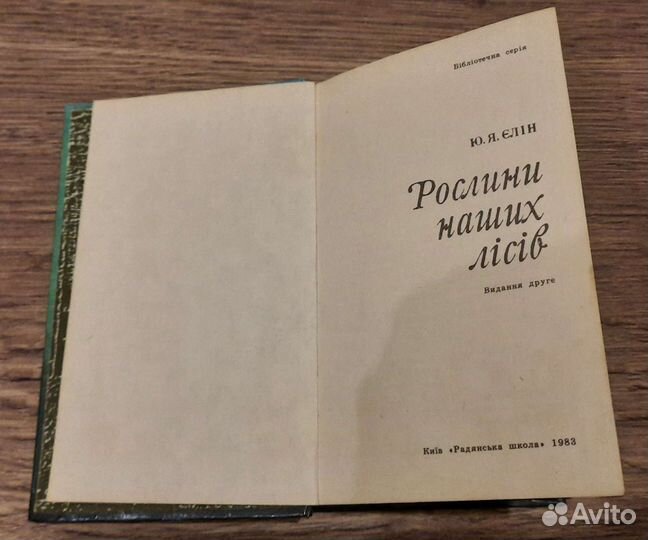 Бібліотечна серія
Ю. Я. ЄЛІН
Рослини
наших
лісів
Видання друге
Київ «Радянська школа» 1983
Avito